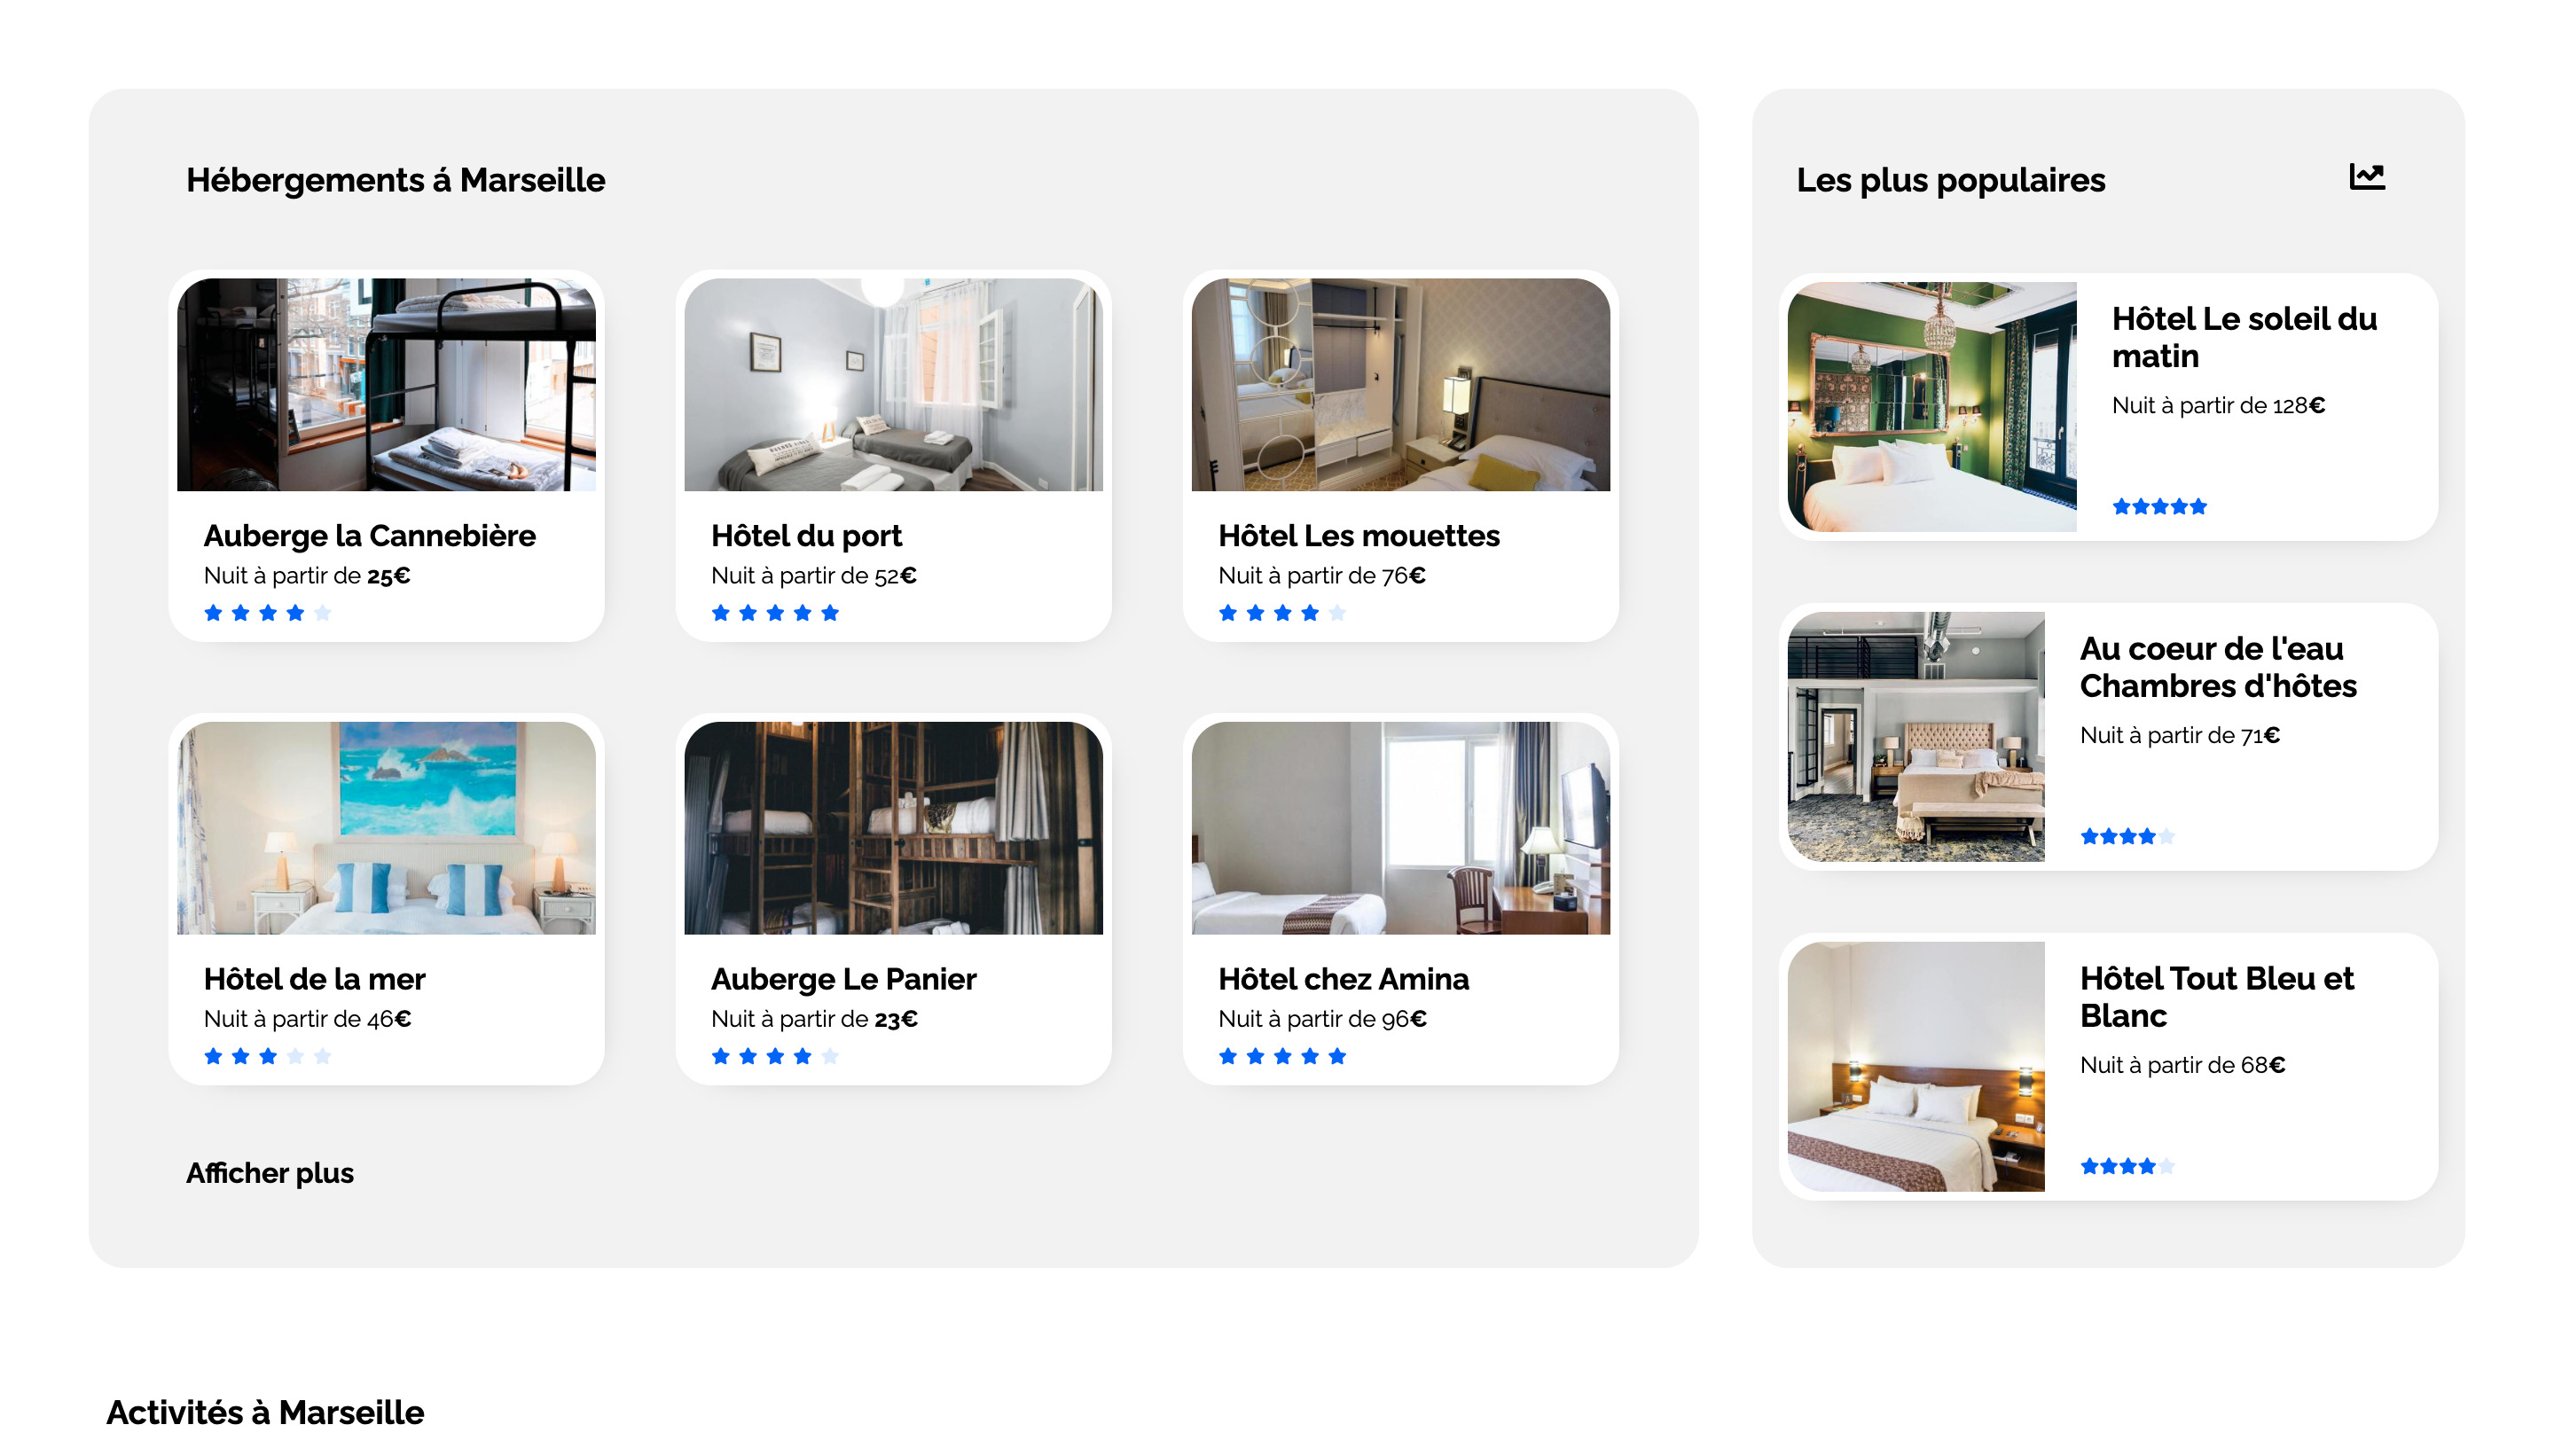 Hébergements á Marseille
Auberge la Cannebière
Nuit à partir de 25€
Hôtel du port
Nuit à partir de 52€
Hôtel Les mouettes
Nuit à partir de 76€
Hôtel de la mer
Nuit à partir de 46€
Auberge Le Panier
Nuit à partir de 23€
Hôtel chez Amina
Nuit à partir de 96€
Afficher plus
Les plus populaires
Hôtel Le soleil du
matin
Nuit à partir de 128€
Au coeur de l'eau
Chambres d'hôtes
Nuit à partir de 71€
Hôtel Tout Bleu et
Blanc
Nuit à partir de 68€
Activités à Marseille